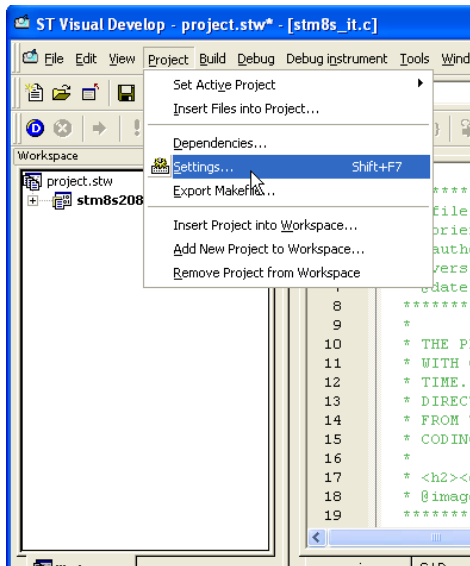 ST Visual Develop - project.stw* - [stm8s_it.c]
File Edit View Project Build Debug Debug instrument Tools Wind
Set Active Project
Insert Files into Project...
Dependencies...
Workspace
Settings... Shift+F7
project.stw
Export Makefile...
stm8s208
Insert Project into Workspace...
Add New Project to Workspace...
Remove Project from Workspace
****
file
auth
vers
date
8 *******
9 *
10 * THE P
11 * WITH
12 * TIME.
13 * DIREC
14 * FROM
15 * CODIN
16 *
17 * <h2><
18 * @imag
19 *******